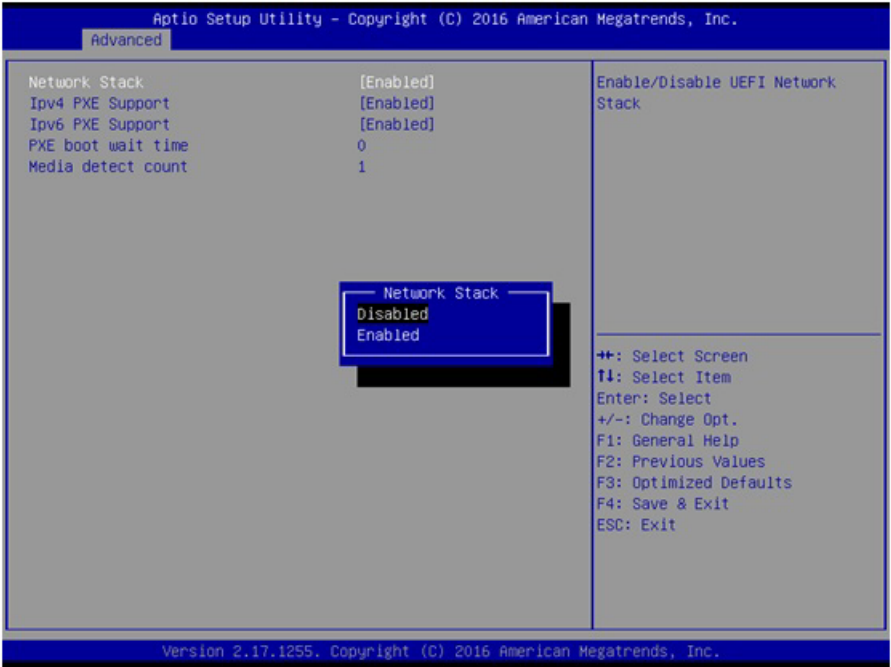 Aptio Setup Utility – Copyright (C) 2016 American Megatrends, Inc.
Advanced
Network Stack [Enabled]
Ipv4 PXE Support [Enabled]
Ipv6 PXE Support [Enabled]
PXE boot wait time 0
Media detect count 1
Enable/Disable UEFI Network
Stack
Network Stack
Disabled
Enabled
→←: Select Screen
↑↓: Select Item
Enter: Select
+/-: Change Opt.
F1: General Help
F2: Previous Values
F3: Optimized Defaults
F4: Save & Exit
ESC: Exit
Version 2.17.1255. Copyright (C) 2016 American Megatrends, Inc.